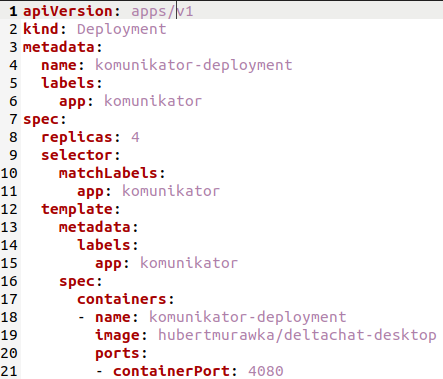 1 apiVersion: apps/v1
2 kind: Deployment
3 metadata:
4   name: komunikator-deployment
5   labels:
6     app: komunikator
7 spec:
8   replicas: 4
9   selector:
10     matchLabels:
11       app: komunikator
12   template:
13     metadata:
14       labels:
15         app: komunikator
16     spec:
17       containers:
18       - name: komunikator-deployment
19         image: hubertmurawka/deltachat-desktop
20         ports:
21         - containerPort: 4080